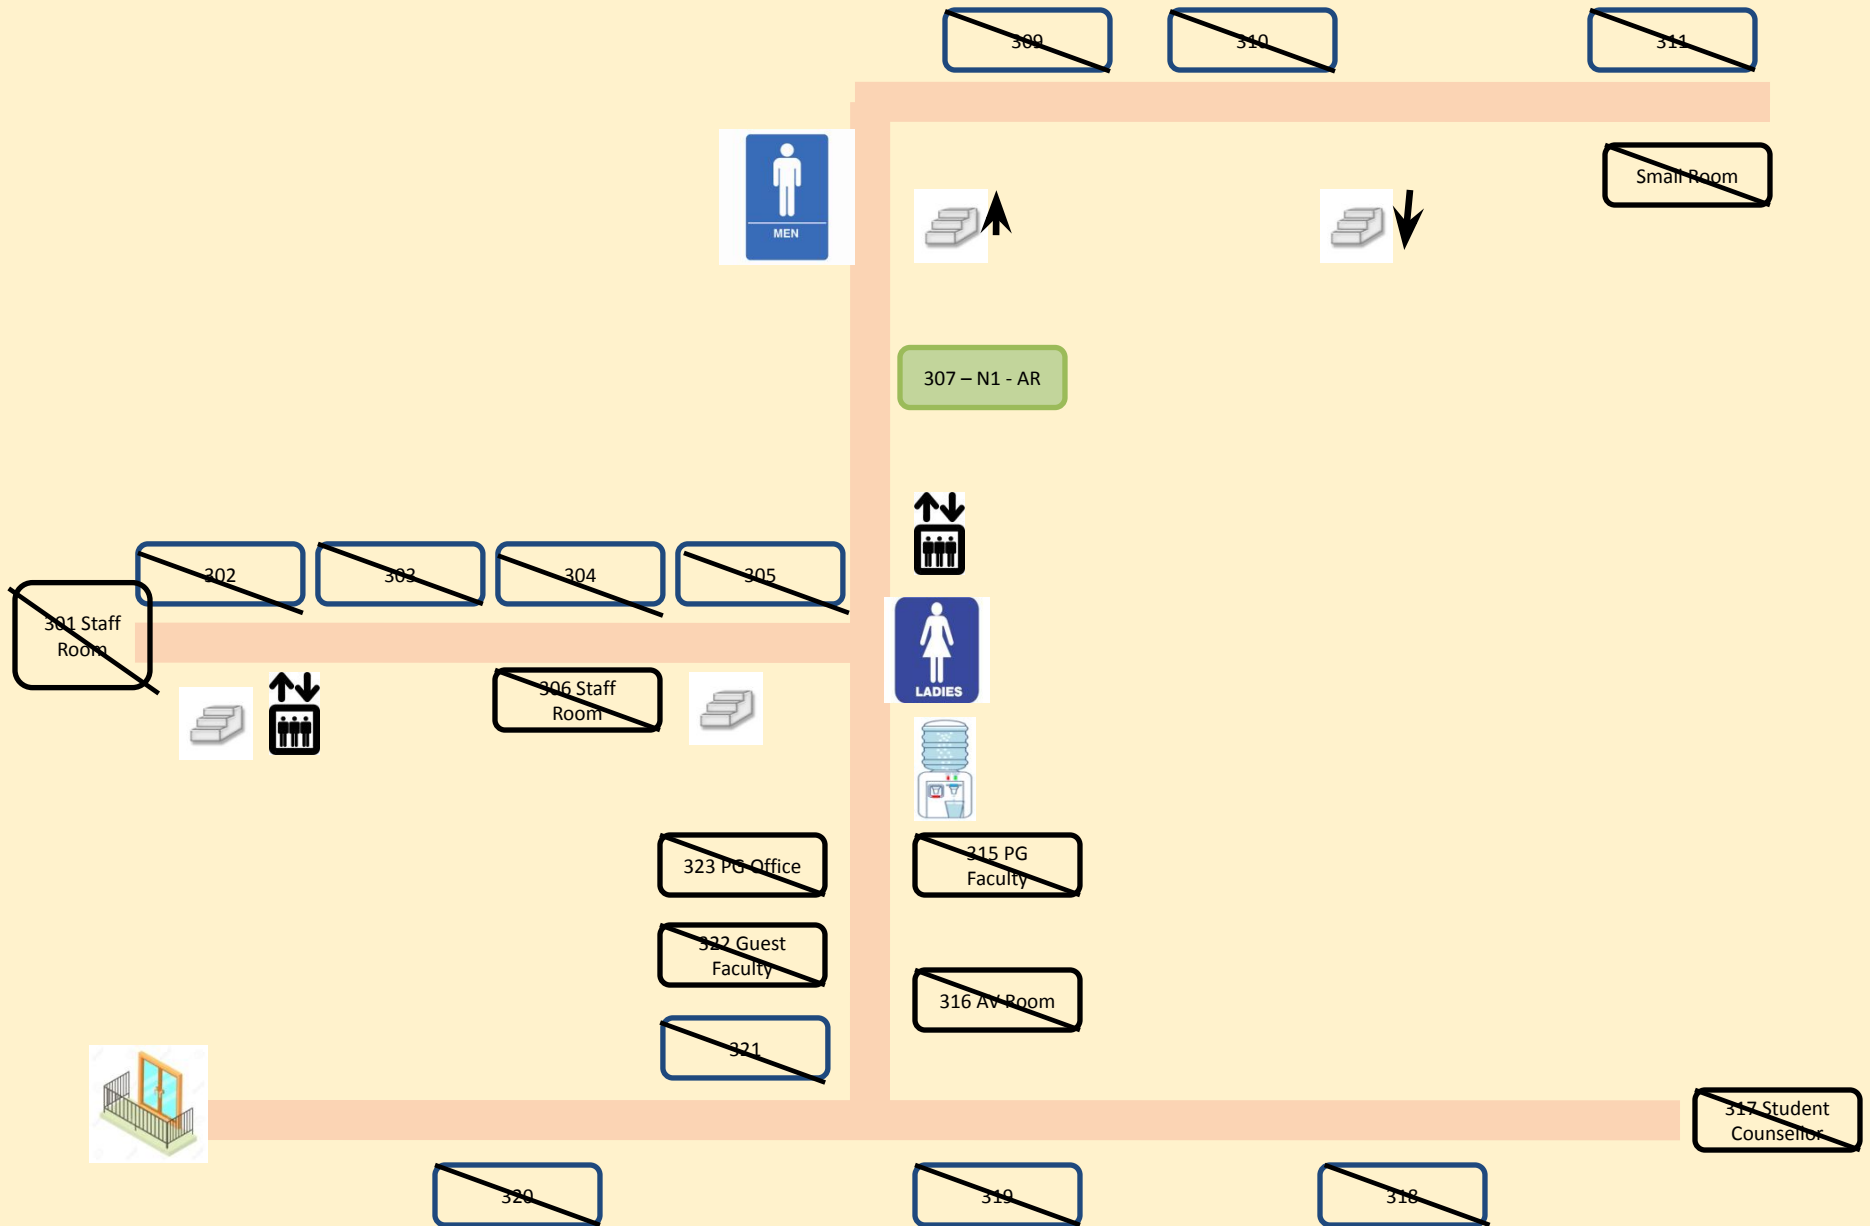 309
310
311
MEN
Small Room
307 – N1 - AR
302
303
304
305
301 Staff
Room
LADIES
306 Staff
Room
323 PG Office
315 PG
Faculty
322 Guest
Faculty
316 AV Room
321
317 Student
Counsellor
320
319
318